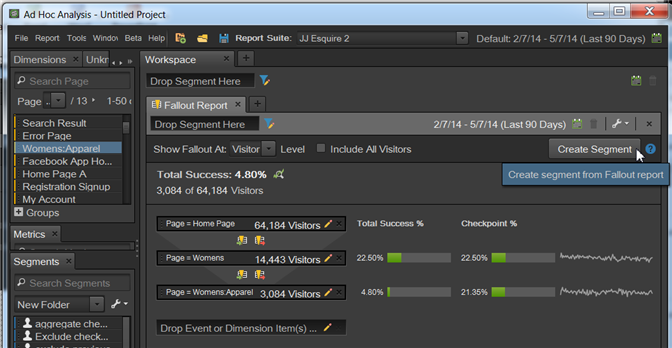 Ad Hoc Analysis - Untitled Project
File Report Tools Window Beta Help
Report Suite: JJ Esquire 2
Default: 2/7/14 - 5/7/14 (Last 90 Days)
Dimensions
Workspace
Search Page
Drop Segment Here
Page / 13 1-50
Fallout Report
Search Result
Drop Segment Here
2/7/14 - 5/7/14 (Last 90 Days)
Error Page
Womens:Apparel
Show Fallout At: Visitor Level
Include All Visitors
Create Segment
Facebook App Ho...
Home Page A
Total Success: 4.80%
Create segment from Fallout report
Registration Signup
3,084 of 64,184 Visitors
My Account
Groups
Page = Home Page 64,184 Visitors
Total Success %
Checkpoint %
Metrics
Page = Womens 14,443 Visitors
22.50%
22.50%
Segments
Search Segments
Page = Womens:Apparel 3,084 Visitors
4.80%
21.35%
New Folder
aggregate che...
Drop Event or Dimension Item(s) ...
Exclude check...